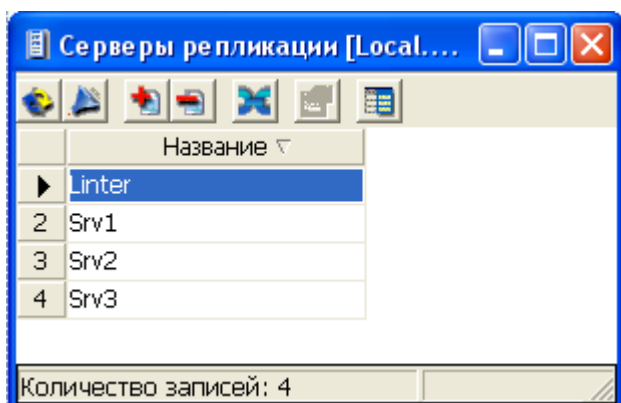 Серверы репликации [Local....
Название
Linter
2 Srv1
3 Srv2
4 Srv3
Количество записей: 4